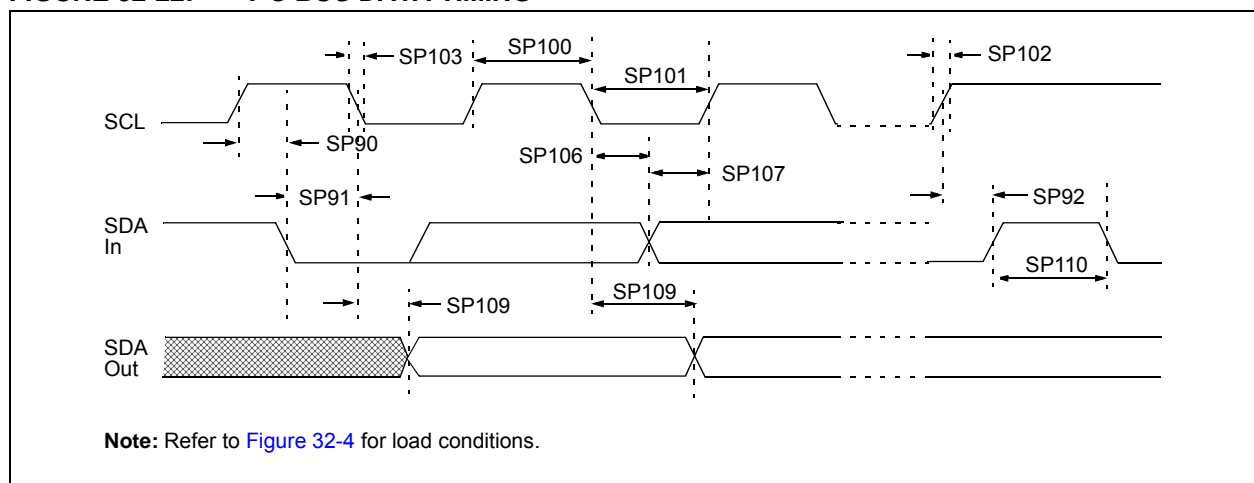 SP103
SP100
SP101
SP102
SCL
SP90
SP106
SP107
SP91
SP92
SDA
In
SP110
SP109
SP109
SDA
Out
Note: Refer to Figure 32-4 for load conditions.